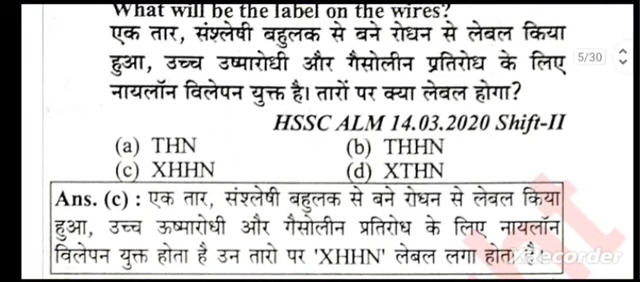 What will be the label on the wires?
एक तार, संश्लेषी बहुलक से बने रोधन से लेबल किया
हुआ, उच्च उष्पारोधी और गैसोलीन प्रतिरोध के लिए
नायलॉन विलेपन युक्त है। तारों पर क्या लेबल होगा?
5/30
HSSC ALM 14.03.2020 Shift-II
(a) THN (b) THHN
(c) XHHN (d) XTHN
Ans. (c) : एक तार, संश्लेषी बहुलक से बने रोधन से लेबल किया
हुआ, उच्च ऊष्पारोधी और गैसोलीन प्रतिरोध के लिए नायलॉन
विलेपन युक्त होता है उन तारो पर 'XHHN' लेबल लगा होता है।